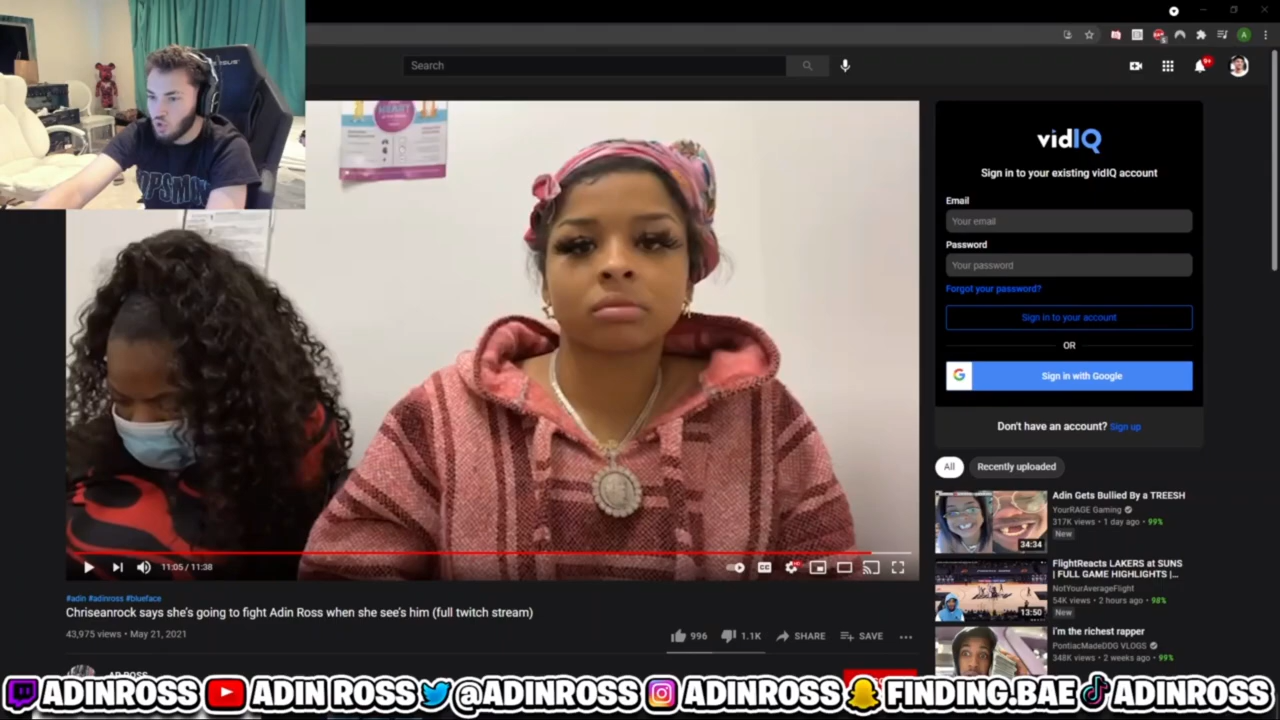 Search
9+
HEART
vidIQ
Sign in to your existing vidIQ account
Email
Your email
Password
Your password
Forgot your password?
Sign in to your account
OR
Sign in with Google
Don't have an account? Sign up
All
Recently uploaded
Adin Gets Bullied By a TREESH
YourRAGE Gaming
317K views • 1 day ago • 99%
New
34:34
FlightReacts LAKERS at SUNS
| FULL GAME HIGHLIGHTS |...
NotYourAverageFlight
54K views • 2 hours ago • 98%
New
13:50
i'm the richest rapper
PontiacMadeDDG VLOGS
348K views • 2 weeks ago • 99%
11:05 / 11:38
#adin #adinross #blueface
Chriseanrock says she's going to fight Adin Ross when she see's him (full twitch stream)
43,975 views • May 21, 2021
996
1.1K
SHARE
SAVE
ADINROSS
ADIN ROSS
@ADINROSS
ADINROSS
FINDING.BAE
ADINROSS